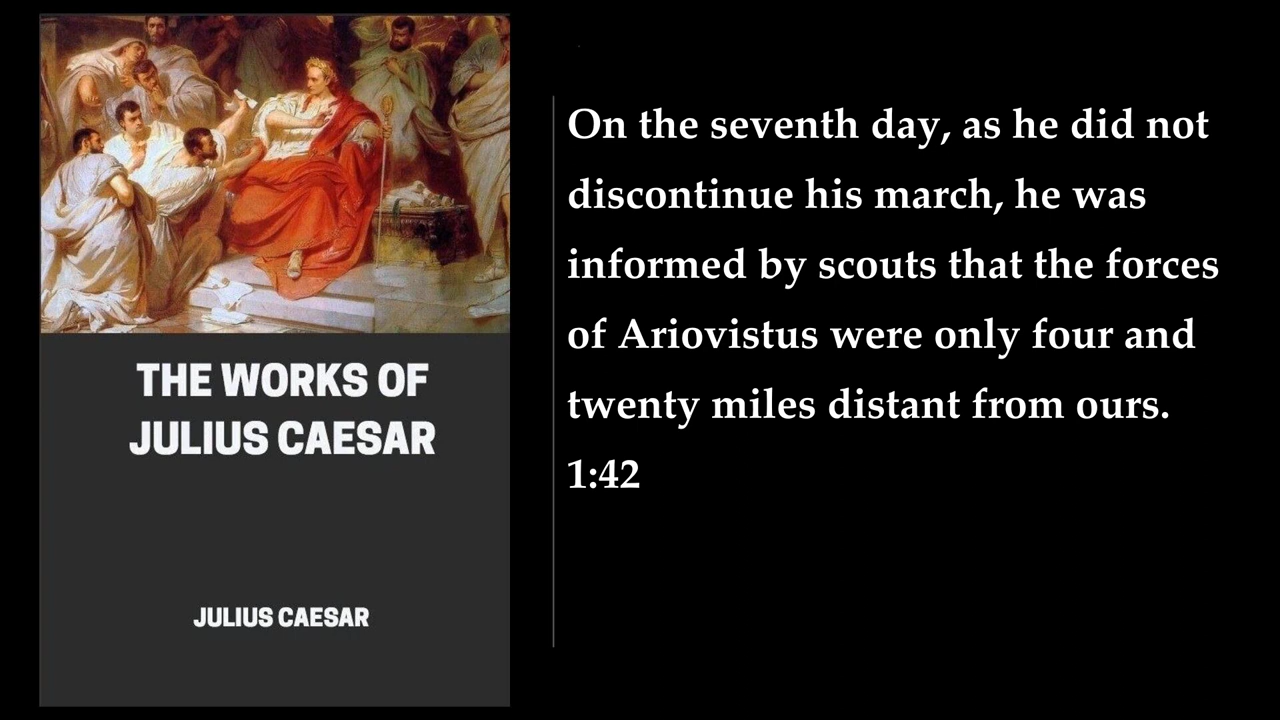 THE WORKS OF
JULIUS CAESAR
JULIUS CAESAR
On the seventh day, as he did not
discontinue his march, he was
informed by scouts that the forces
of Ariovistus were only four and
twenty miles distant from ours.
1:42